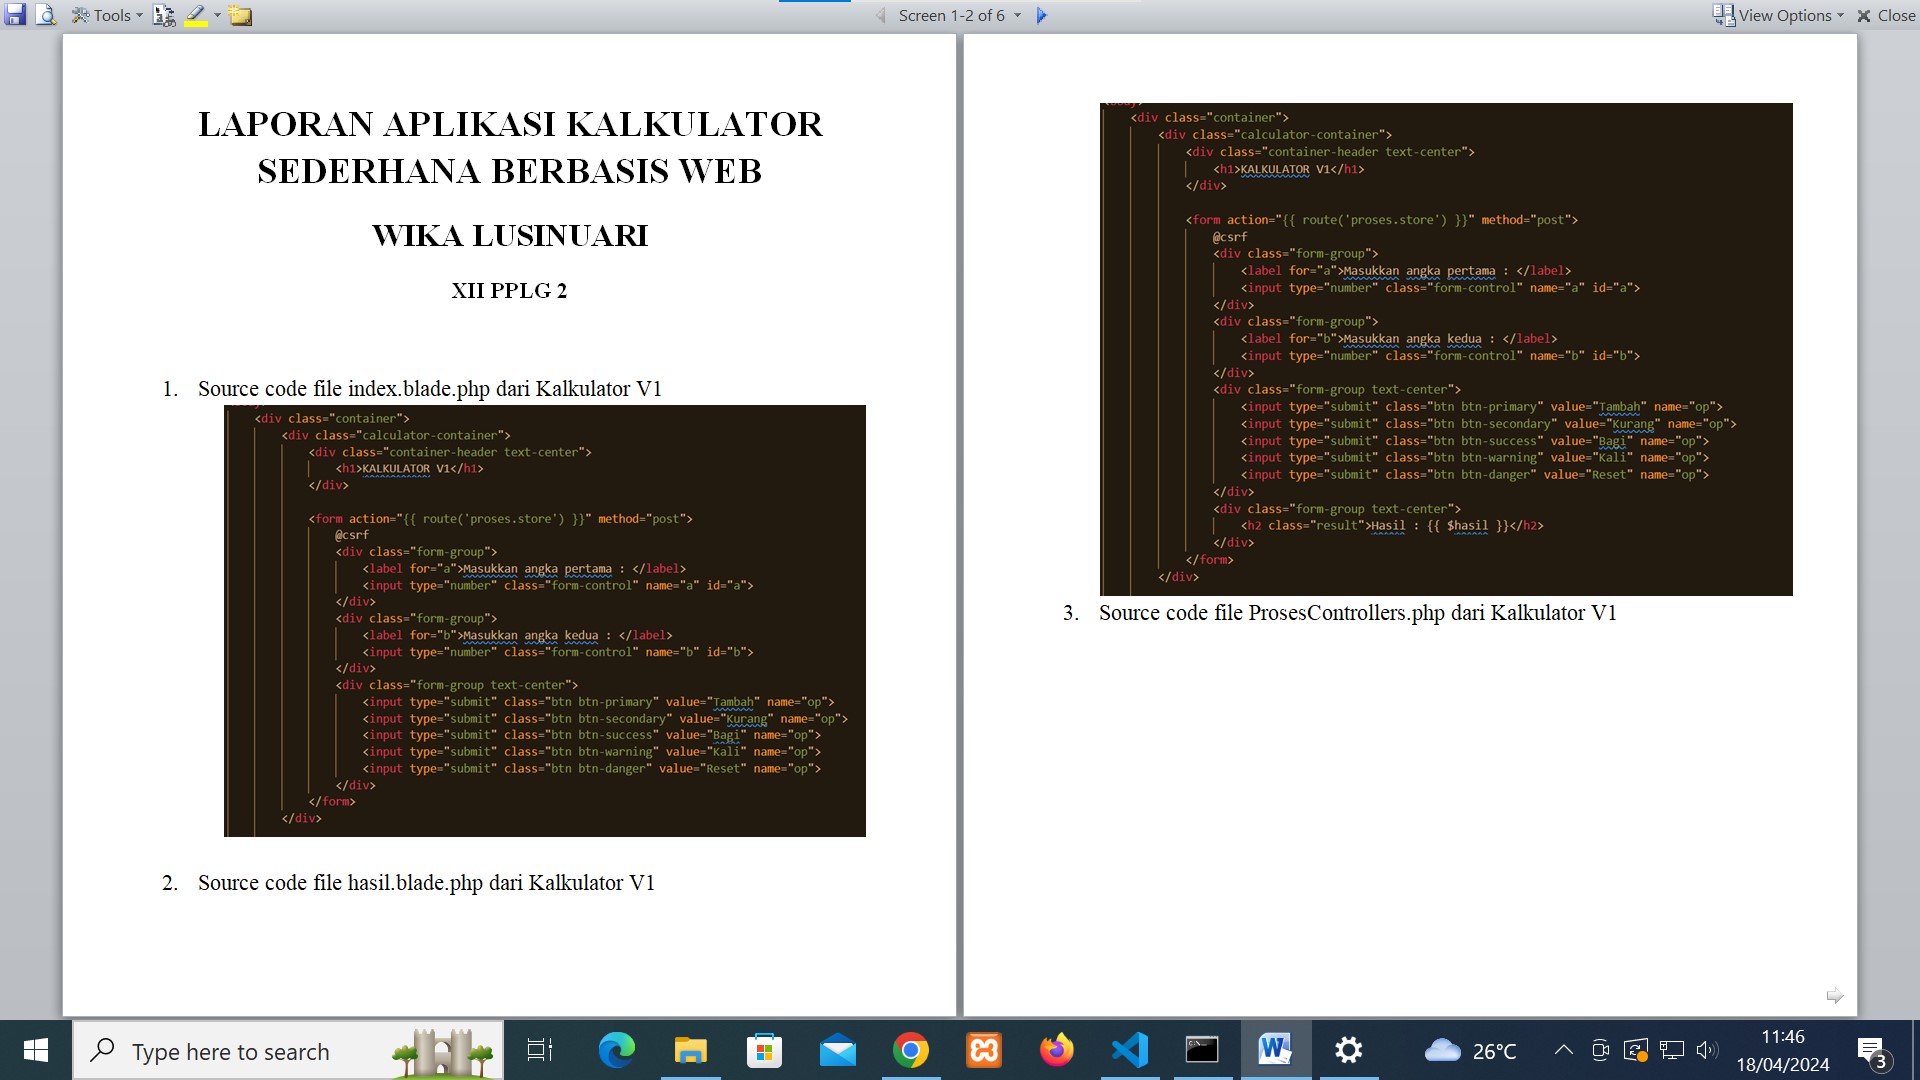 Tools
Screen 1-2 of 6
View Options
Close
LAPORAN APLIKASI KALKULATOR
SEDERHANA BERBASIS WEB
WIKA LUSINUARI
XII PPLG 2
1. Source code file index.blade.php dari Kalkulator V1
<div class="container">
<div class="calculator-container">
<div class="container-header text-center">
<h1>KALKULATOR V1</h1>
</div>
<form action="{{ route('proses.store') }}" method="post">
@csrf
<div class="form-group">
<label for="a">Masukkan angka pertama : </label>
<input type="number" class="form-control" name="a" id="a">
</div>
<div class="form-group">
<label for="b">Masukkan angka kedua : </label>
<input type="number" class="form-control" name="b" id="b">
</div>
<div class="form-group text-center">
<input type="submit" class="btn btn-primary" value="Tambah" name="op">
<input type="submit" class="btn btn-secondary" value="Kurang" name="op">
<input type="submit" class="btn btn-success" value="Bagi" name="op">
<input type="submit" class="btn btn-warning" value="Kali" name="op">
<input type="submit" class="btn btn-danger" value="Reset" name="op">
</div>
</form>
</div>
2. Source code file hasil.blade.php dari Kalkulator V1
<div class="container">
<div class="calculator-container">
<div class="container-header text-center">
<h1>KALKULATOR V1</h1>
</div>
<form action="{{ route('proses.store') }}" method="post">
@csrf
<div class="form-group">
<label for="a">Masukkan angka pertama : </label>
<input type="number" class="form-control" name="a" id="a">
</div>
<div class="form-group">
<label for="b">Masukkan angka kedua : </label>
<input type="number" class="form-control" name="b" id="b">
</div>
<div class="form-group text-center">
<input type="submit" class="btn btn-primary" value="Tambah" name="op">
<input type="submit" class="btn btn-secondary" value="Kurang" name="op">
<input type="submit" class="btn btn-success" value="Bagi" name="op">
<input type="submit" class="btn btn-warning" value="Kali" name="op">
<input type="submit" class="btn btn-danger" value="Reset" name="op">
</div>
<div class="form-group text-center">
<h2 class="result">Hasil : {{ $hasil }}</h2>
</div>
</form>
</div>
3. Source code file ProsesControllers.php dari Kalkulator V1
Type here to search
26°C
11:46
18/04/2024
3